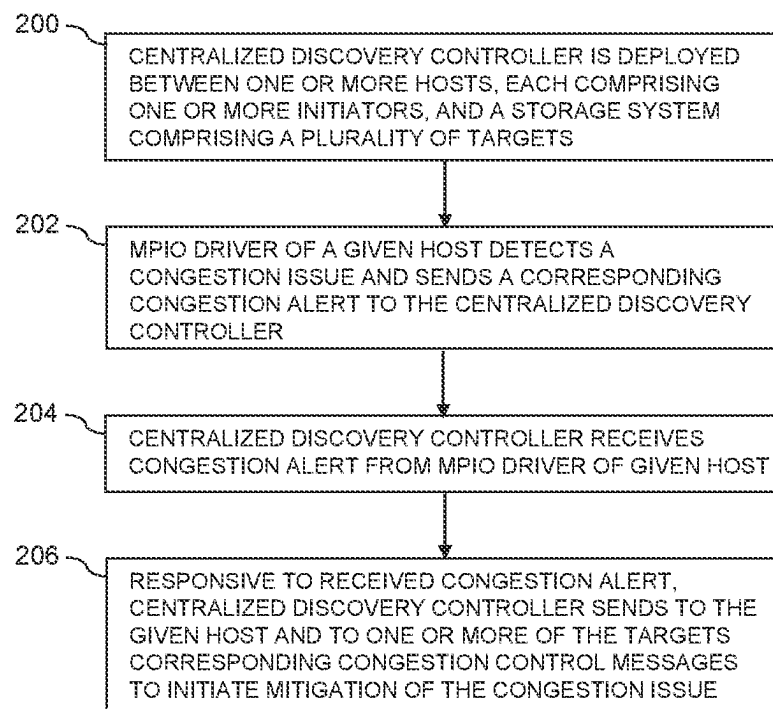 200
CENTRALIZED DISCOVERY CONTROLLER IS DEPLOYED
BETWEEN ONE OR MORE HOSTS, EACH COMPRISING
ONE OR MORE INITIATORS, AND A STORAGE SYSTEM
COMPRISING A PLURALITY OF TARGETS
202
MPIO DRIVER OF A GIVEN HOST DETECTS A
CONGESTION ISSUE AND SENDS A CORRESPONDING
CONGESTION ALERT TO THE CENTRALIZED DISCOVERY
CONTROLLER
204
CENTRALIZED DISCOVERY CONTROLLER RECEIVES
CONGESTION ALERT FROM MPIO DRIVER OF GIVEN HOST
206
RESPONSIVE TO RECEIVED CONGESTION ALERT,
CENTRALIZED DISCOVERY CONTROLLER SENDS TO THE
GIVEN HOST AND TO ONE OR MORE OF THE TARGETS
CORRESPONDING CONGESTION CONTROL MESSAGES
TO INITIATE MITIGATION OF THE CONGESTION ISSUE